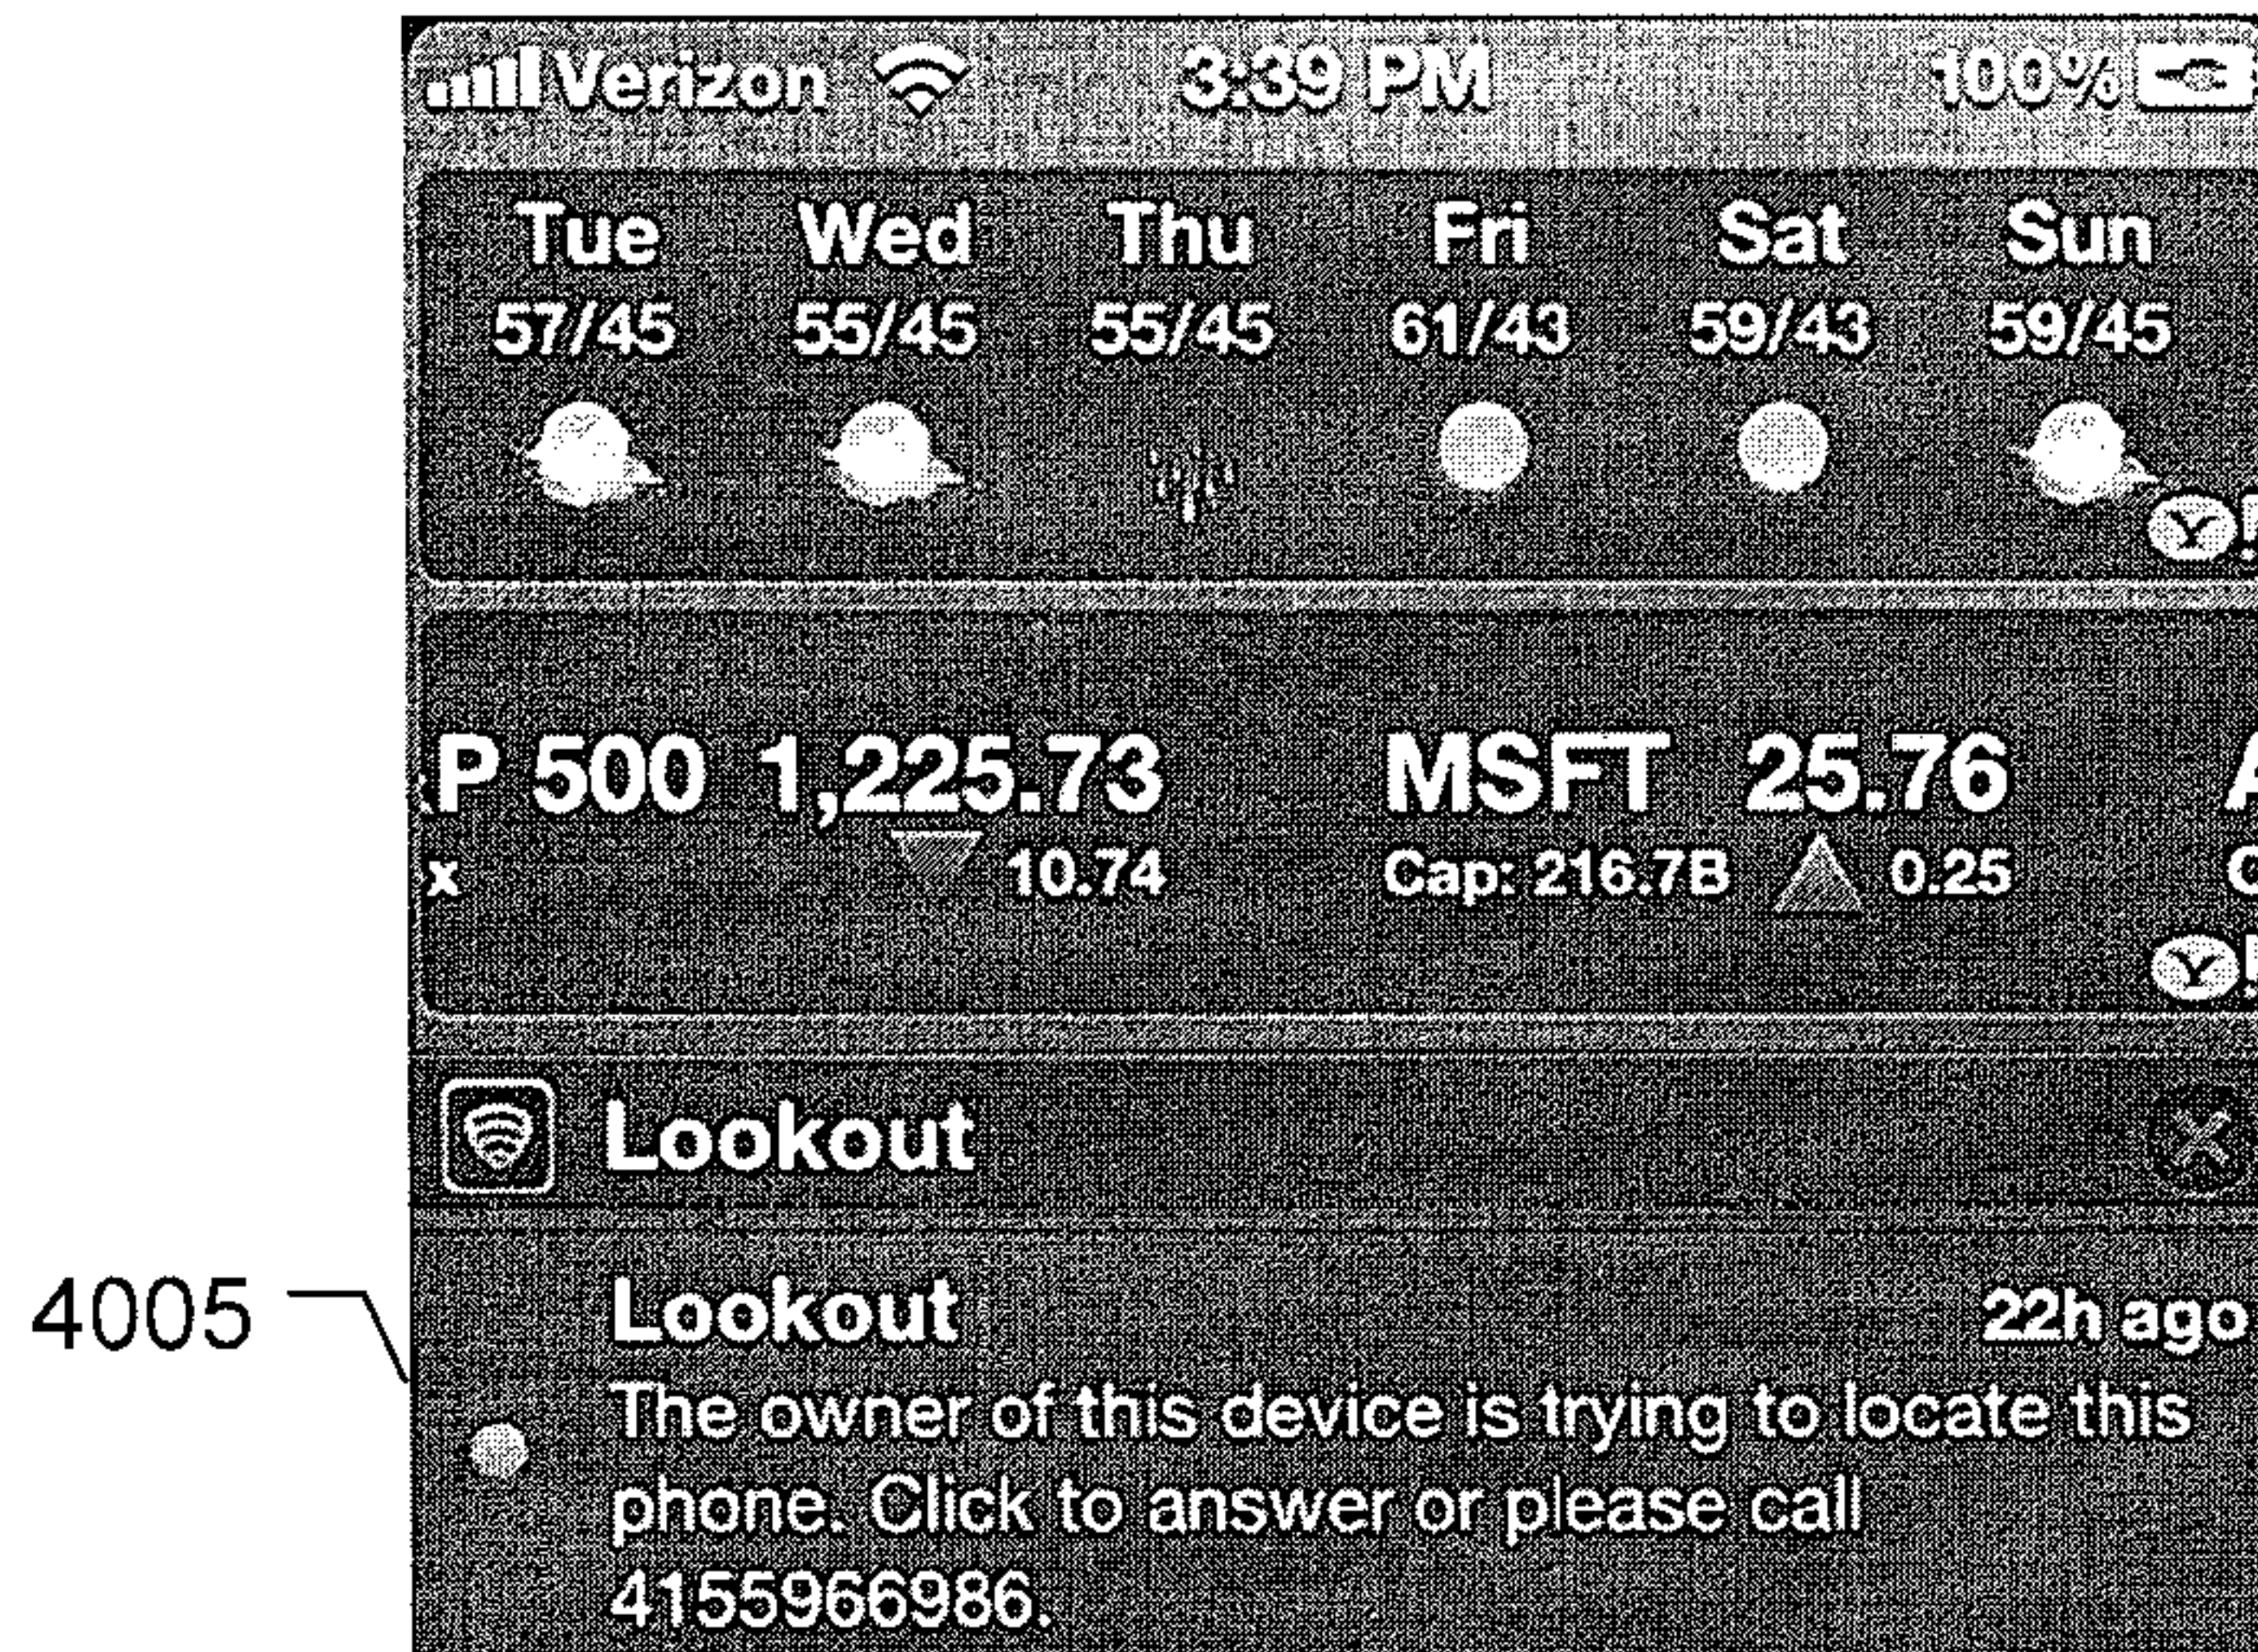 Verizon 3:39 PM 100%
Tue Wed Thu Fri Sat Sun
57/45 55/45 55/45 61/43 59/43 59/45
Y!
P 500 1,225.73 MSFT 25.76 A
x 10.74 Cap: 216.7B 0.25 C
Y!
Lookout
4005
Lookout 22h ago
The owner of this device is trying to locate this
phone. Click to answer or please call
4155966986.